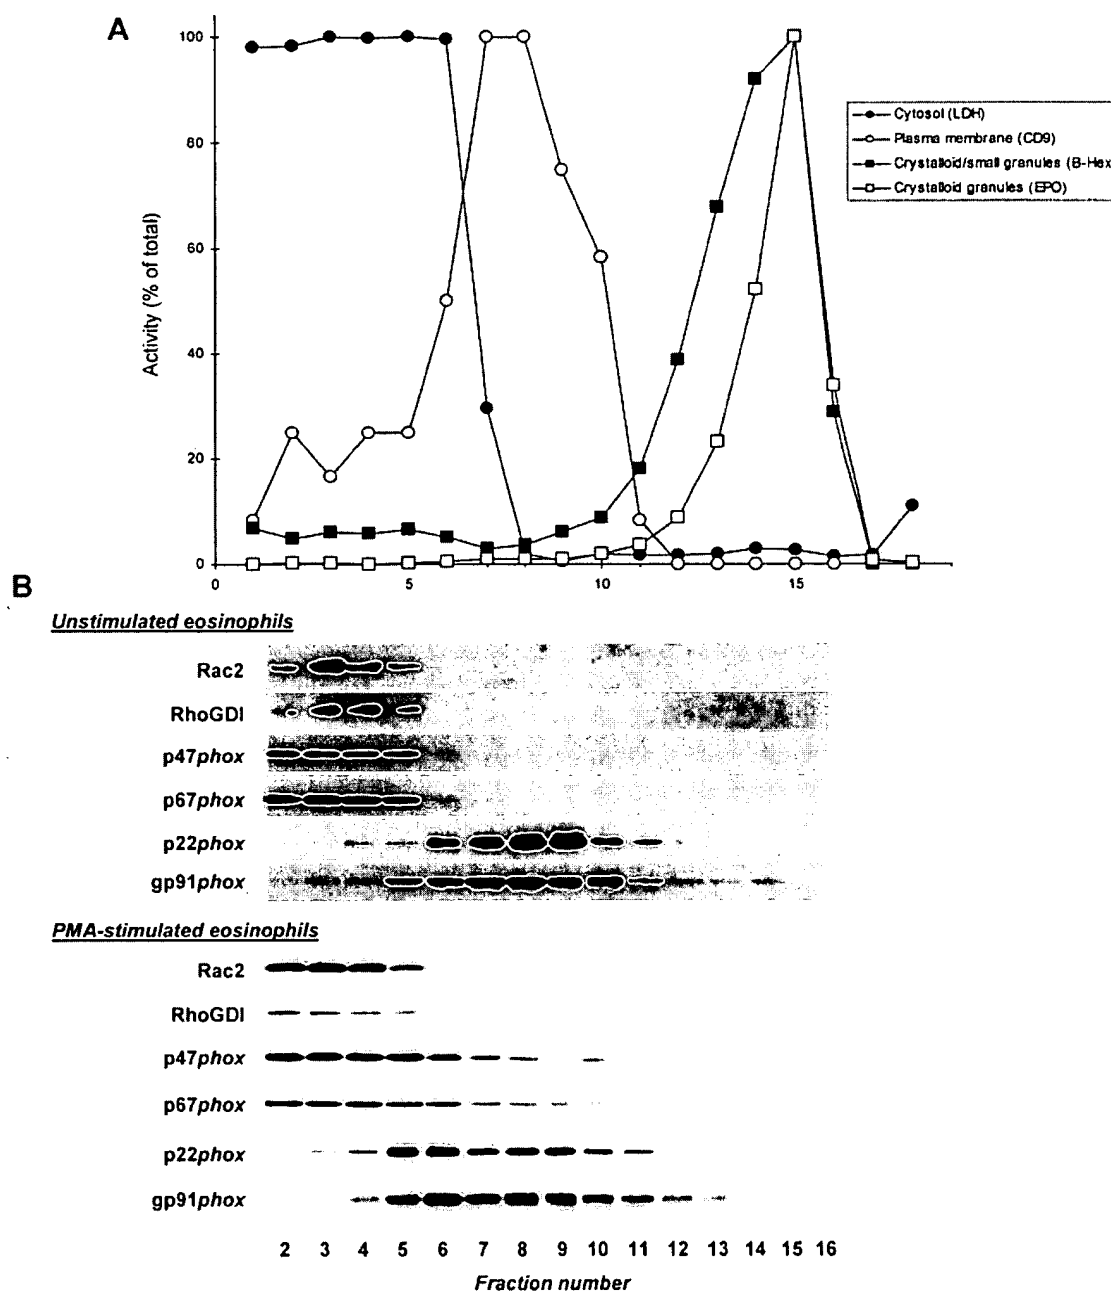 A
100
80
60
40
20
0
Activity (% of total)
0 5 10 15
Cytosol (LDH)
Plasma membrane (CD9)
Crystalloid/small granules (B-Hex
Crystalloid granules (EPO)
B
Unstimulated eosinophils
Rac2
RhoGDI
p47phox
p67phox
p22phox
gp91phox
PMA-stimulated eosinophils
Rac2
RhoGDI
p47phox
p67phox
p22phox
gp91phox
2 3 4 5 6 7 8 9 10 11 12 13 14 15 16
Fraction number